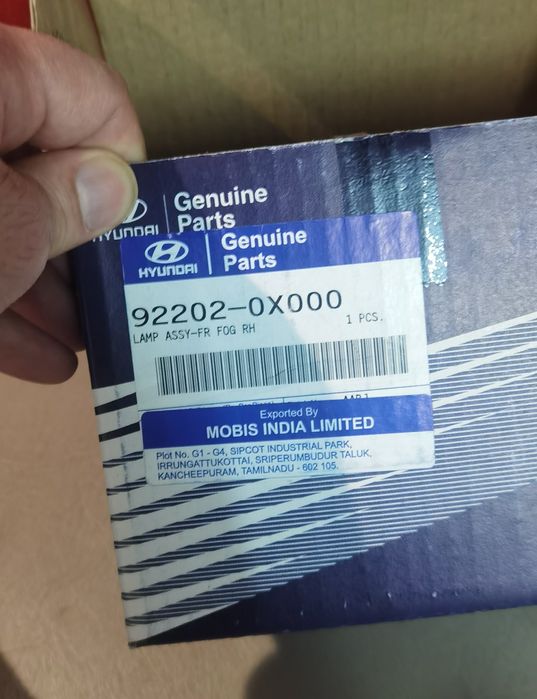 HYUNDAI
Genuine
Parts
HYUNDAI
Genuine
Parts
92202-0X000
LAMP ASSY-FR FOG RH
1 PCS.
Exported By
MOBIS INDIA LIMITED
Plot No. G1 - G4, SIPCOT INDUSTRIAL PARK,
IRRUNGATTUKOTTAI, SRIPERUMBUDUR TALUK,
KANCHEEPURAM, TAMILNADU - 602 105.